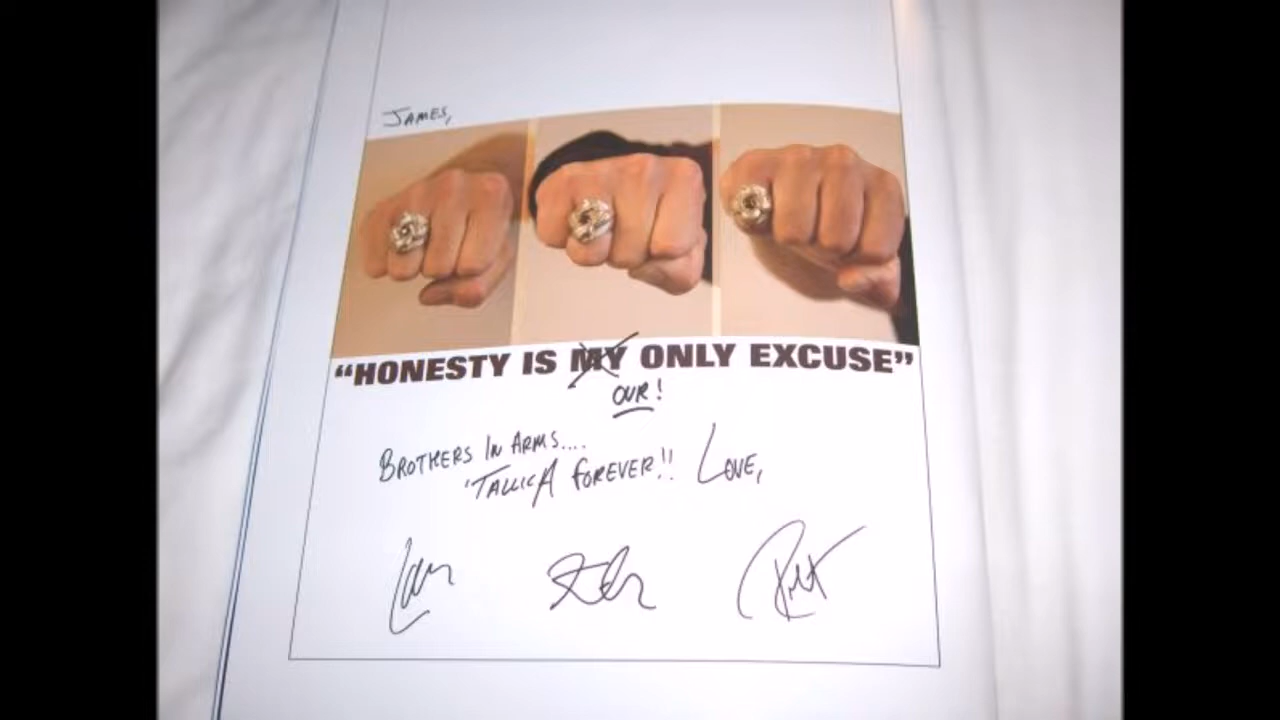 James,
“HONESTY IS MY ONLY EXCUSE”
OUR!
BROTHERS IN ARMS....
'TALLICA FOREVER!! LOVE,